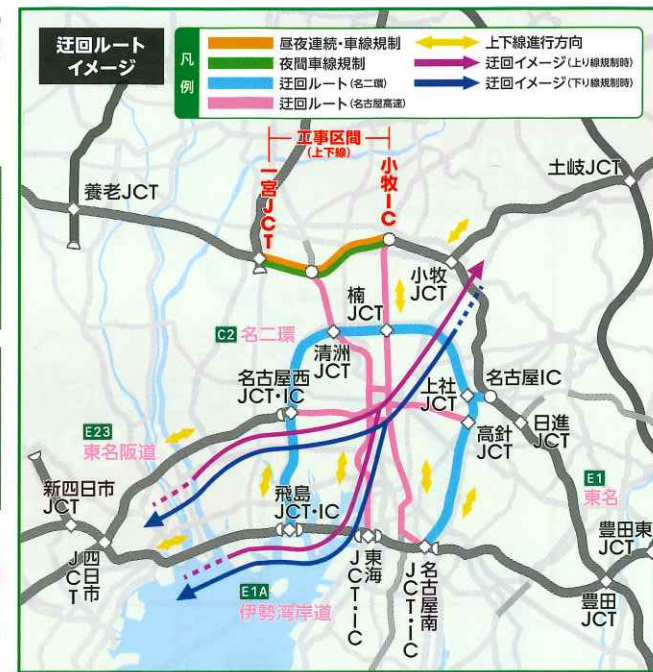 迂回ルート
イメージ
凡例
昼夜連続・車線規制
夜間車線規制
迂回ルート(名二環)
迂回ルート(名古屋高速)
上下線進行方向
迂回イメージ(上り線規制時)
迂回イメージ(下り線規制時)
工事区間
(上下線)
一宮JCT
小牧IC
養老JCT
土岐JCT
小牧
JCT
楠
JCT
C2 名二環
清洲
JCT
名古屋西
JCT・IC
上社
JCT
名古屋IC
高針
JCT
日進
JCT
E23
東名阪道
E1
東名
新四日市
JCT
飛島
JCT・IC
豊田東
JCT
四日市
JCT
東海
JCT・IC
名古屋南
JCT・IC
豊田
JCT
E1A
伊勢湾岸道